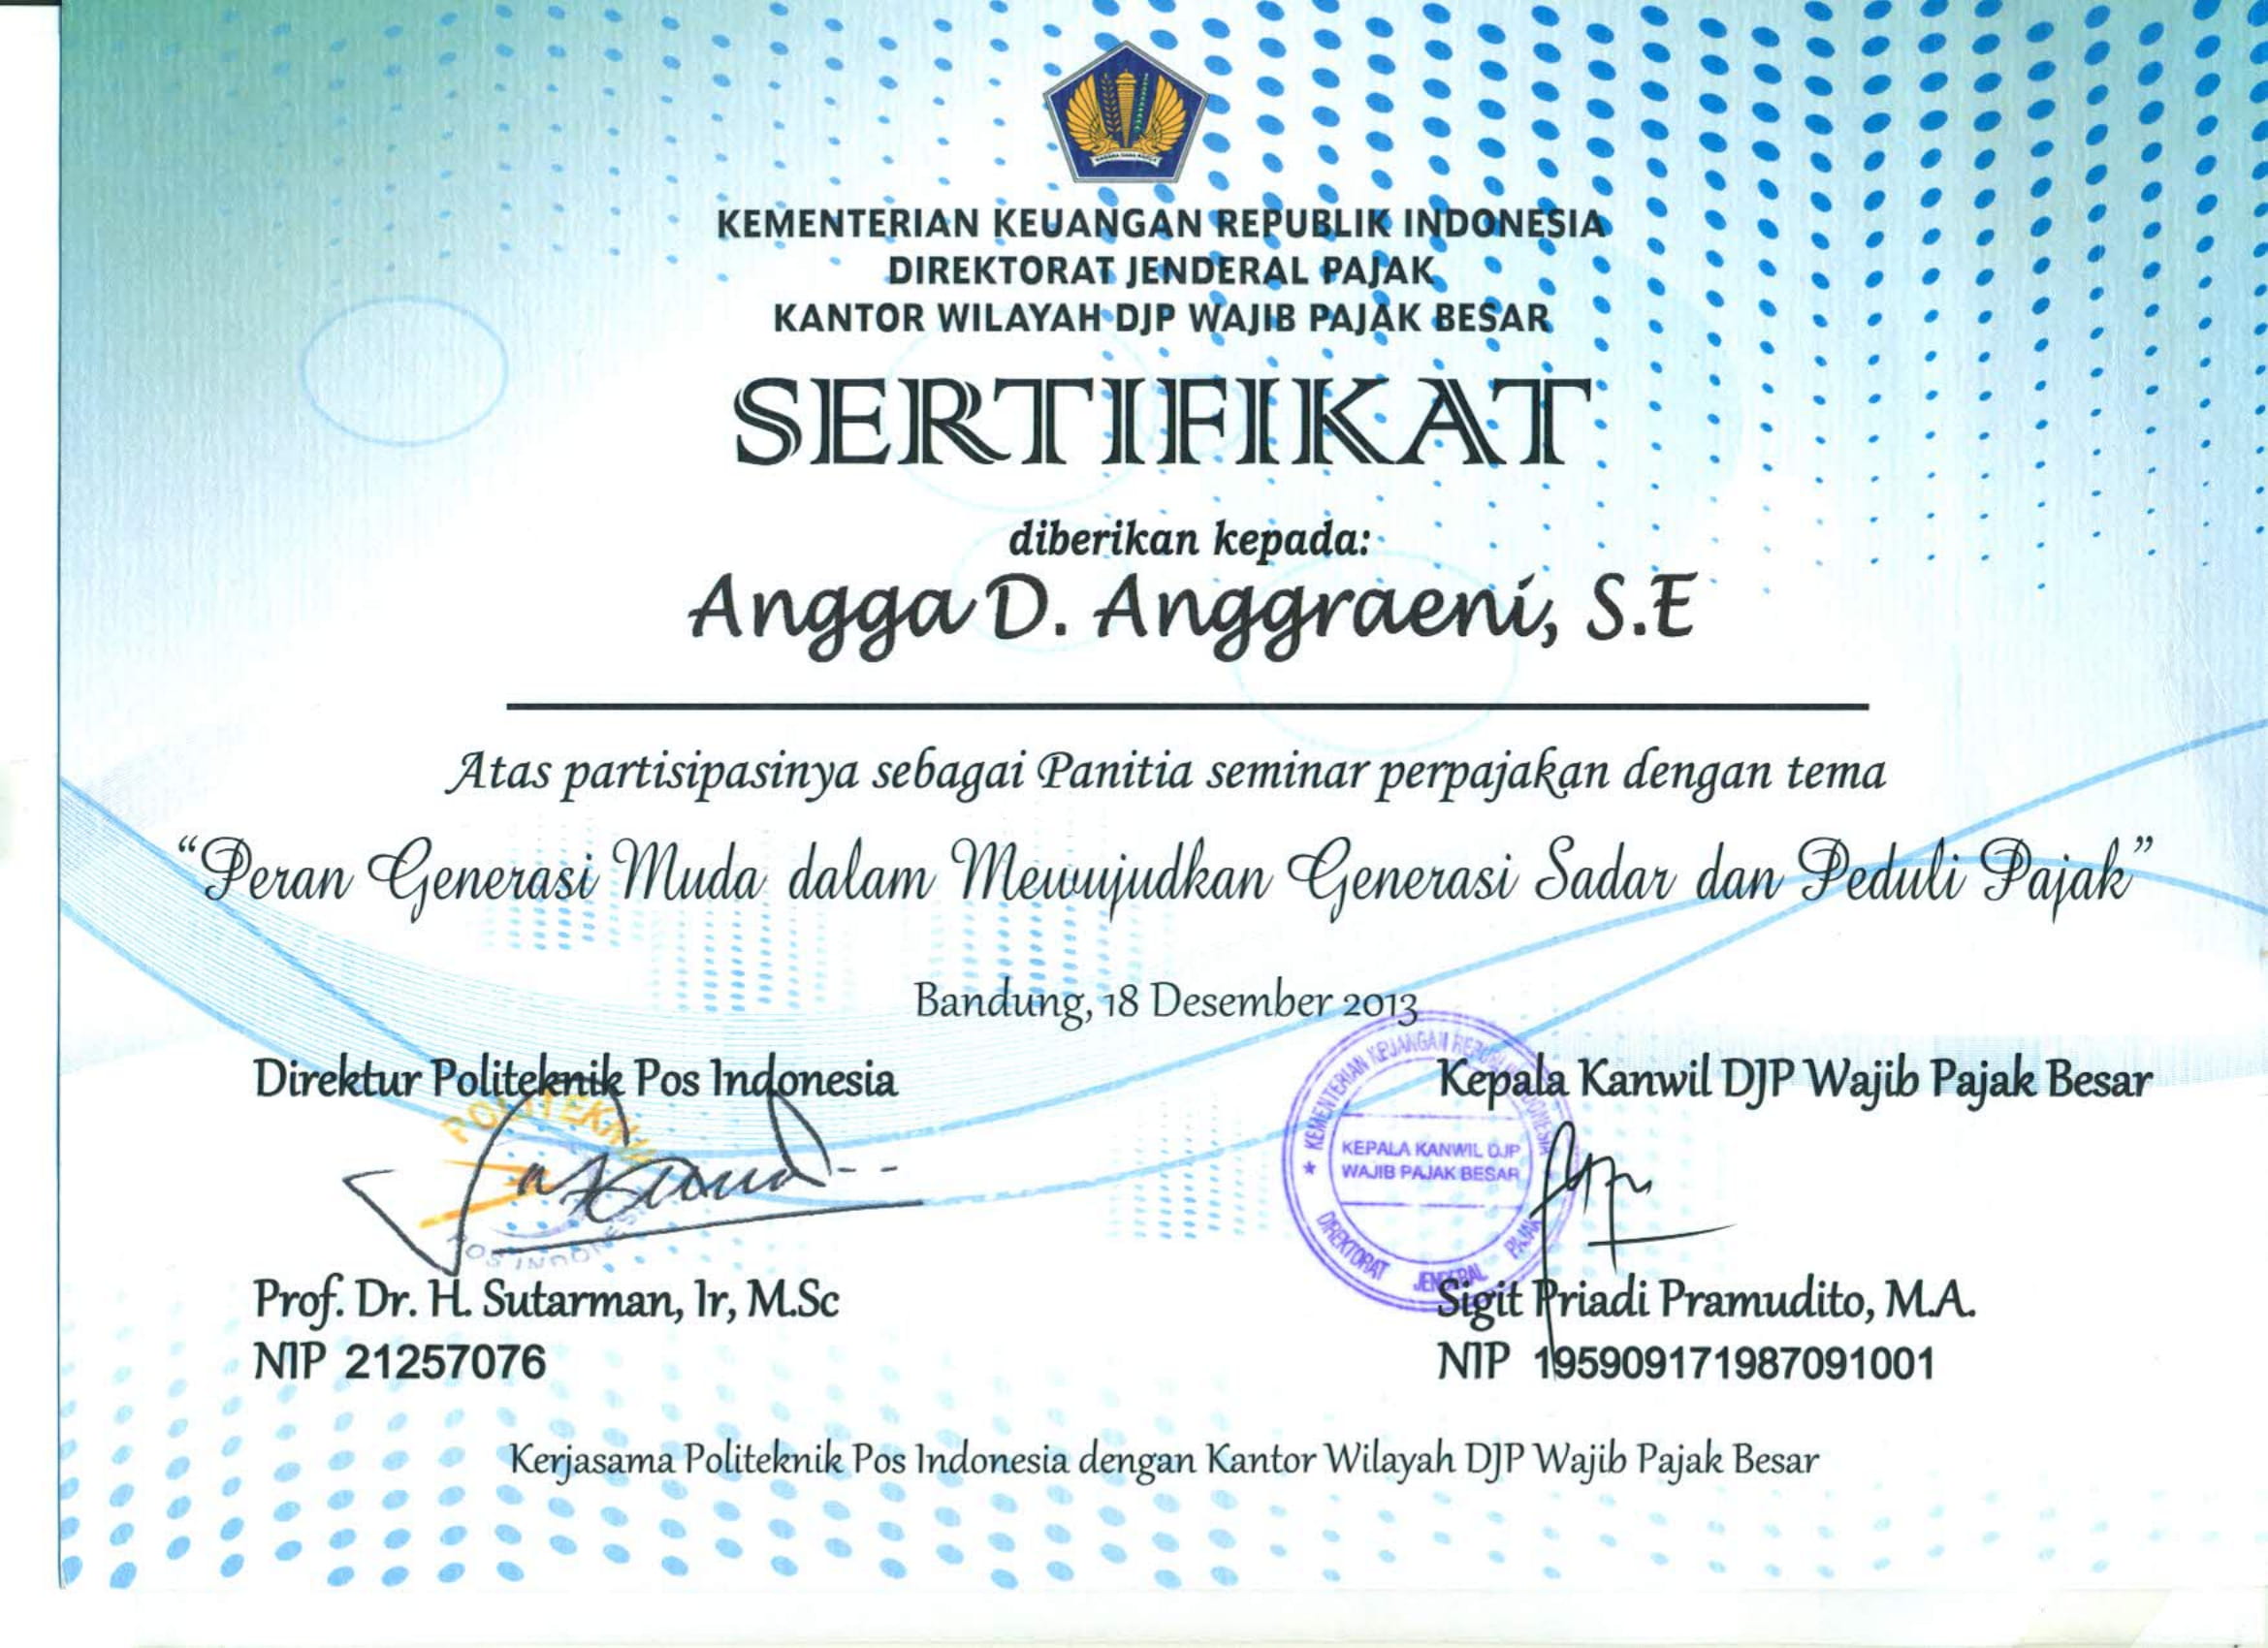 KEMENTERIAN KEUANGAN REPUBLIK INDONESIA
DIREKTORAT JENDERAL PAJAK
KANTOR WILAYAH DJP WAJIB PAJAK BESAR
SERTIFIKAT
diberikan kepada:
Angga D. Anggraeni, S.E
Atas partisipasinya sebagai Panitia seminar perpajakan dengan tema
“Peran Generasi Muda dalam Mewujudkan Generasi Sadar dan Peduli Pajak”
Bandung, 18 Desember 2013
Direktur Politeknik Pos Indonesia
POLITEKNIK
POS INDONESIA
Prof. Dr. H. Sutarman, Ir, M.Sc
NIP 21257076
Kepala Kanwil DJP Wajib Pajak Besar
KEMENTERIAN KEUANGAN REPUBLIK INDONESIA
KEPALA KANWIL DJP
WAJIB PAJAK BESAR
DIREKTORAT JENDERAL PAJAK
Sigit Priadi Pramudito, M.A.
NIP 195909171987091001
Kerjasama Politeknik Pos Indonesia dengan Kantor Wilayah DJP Wajib Pajak Besar